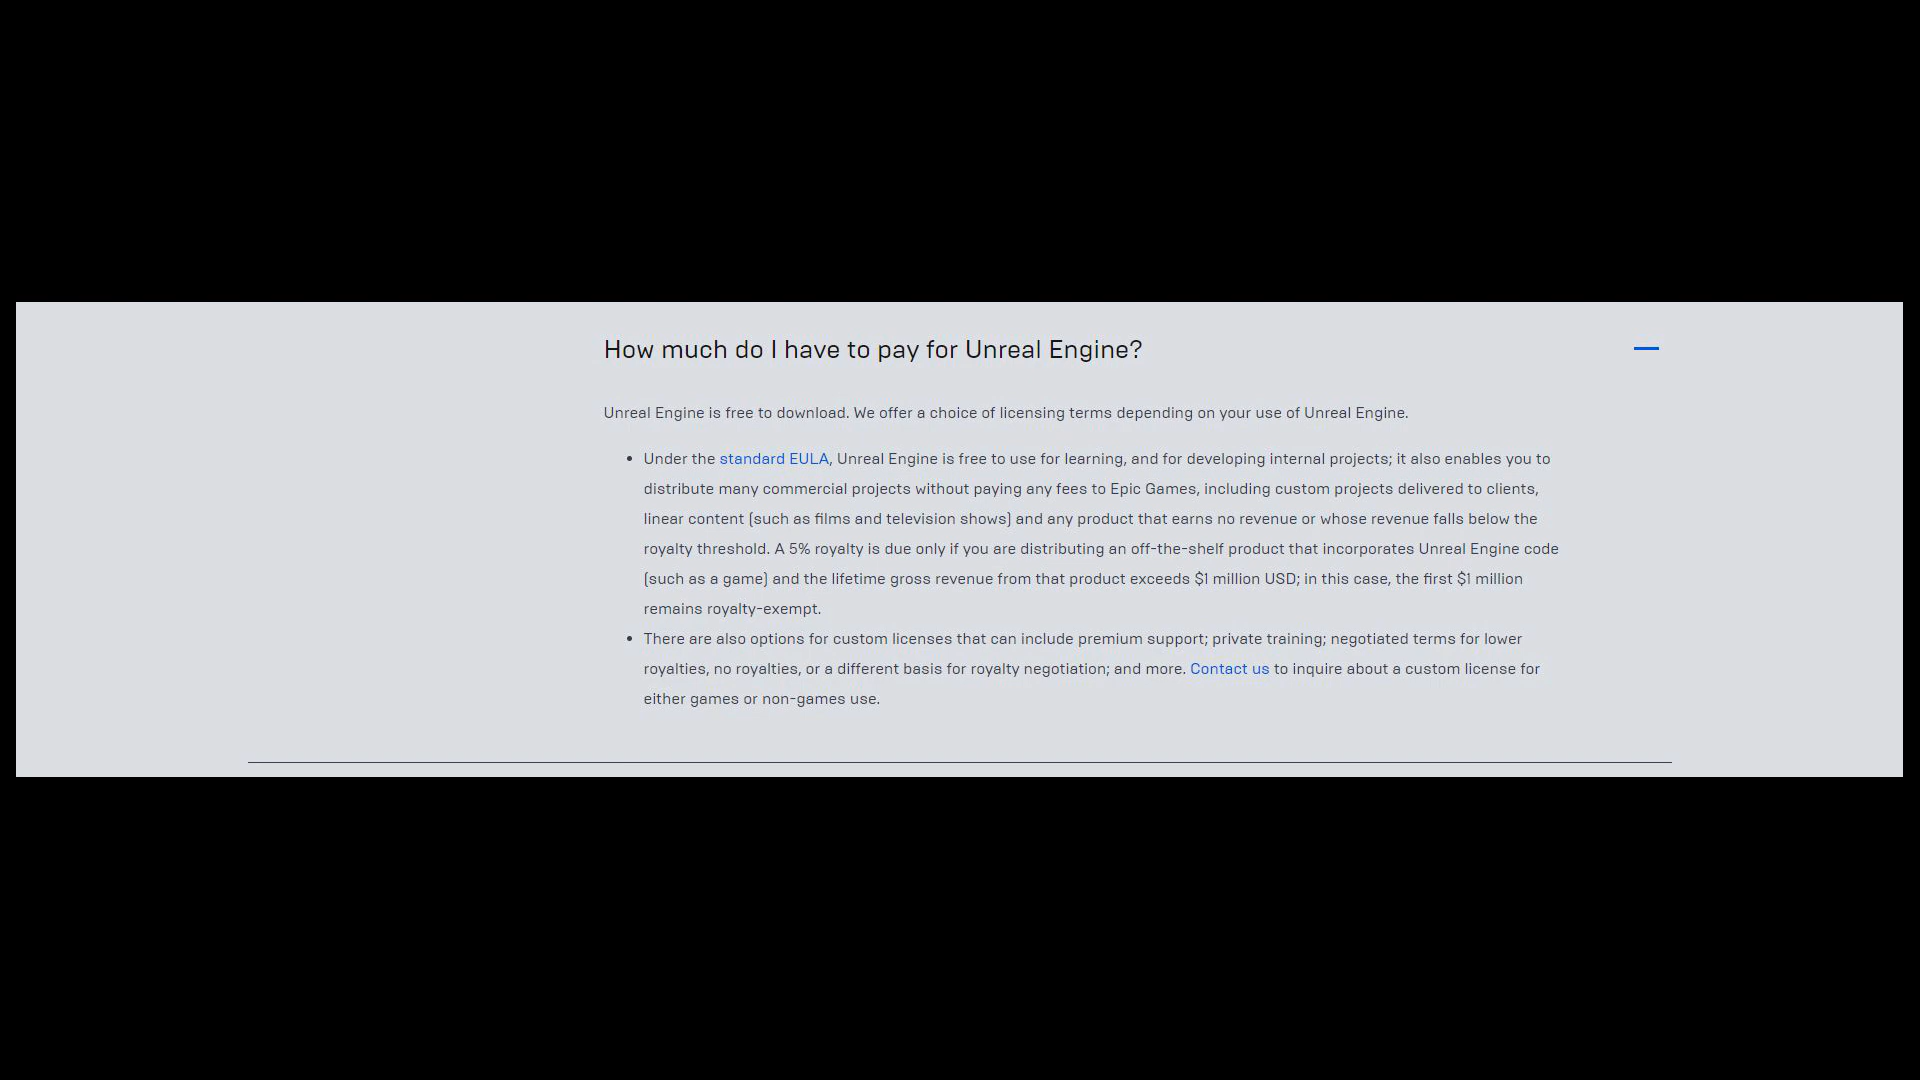 How much do I have to pay for Unreal Engine?
Unreal Engine is free to download. We offer a choice of licensing terms depending on your use of Unreal Engine.
• Under the standard EULA, Unreal Engine is free to use for learning, and for developing internal projects; it also enables you to
distribute many commercial projects without paying any fees to Epic Games, including custom projects delivered to clients,
linear content (such as films and television shows) and any product that earns no revenue or whose revenue falls below the
royalty threshold. A 5% royalty is due only if you are distributing an off-the-shelf product that incorporates Unreal Engine code
(such as a game) and the lifetime gross revenue from that product exceeds $1 million USD; in this case, the first $1 million
remains royalty-exempt.
• There are also options for custom licenses that can include premium support; private training; negotiated terms for lower
royalties, no royalties, or a different basis for royalty negotiation; and more. Contact us to inquire about a custom license for
either games or non-games use.